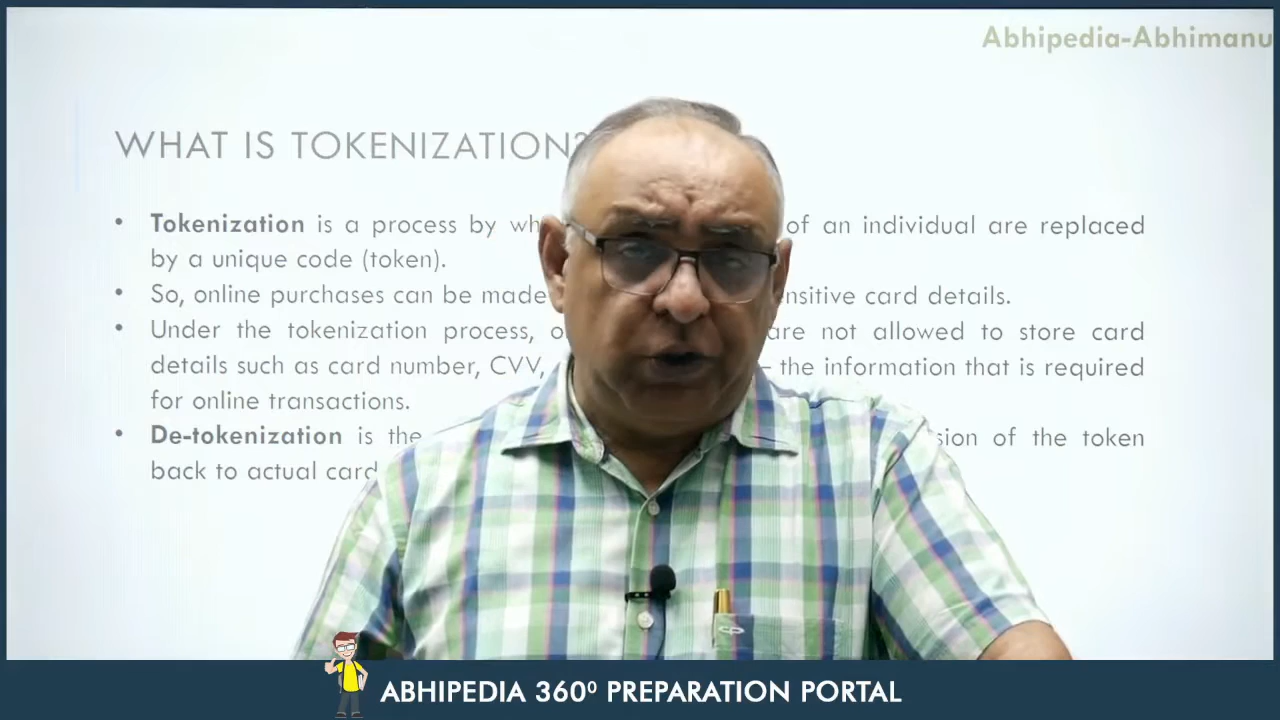 Abhipedia-Abhimanu
WHAT IS TOKENIZATION?
• Tokenization is a process by of an individual are replaced
by a unique code (token).
• So, online purchases can be made card details.
• Under the tokenization process, are not allowed to store card
details such as card number, CVV, – the information that is required
for online transactions.
• De-tokenization is the of the token
back to actual card
ABHIPEDIA 360⁰ PREPARATION PORTAL